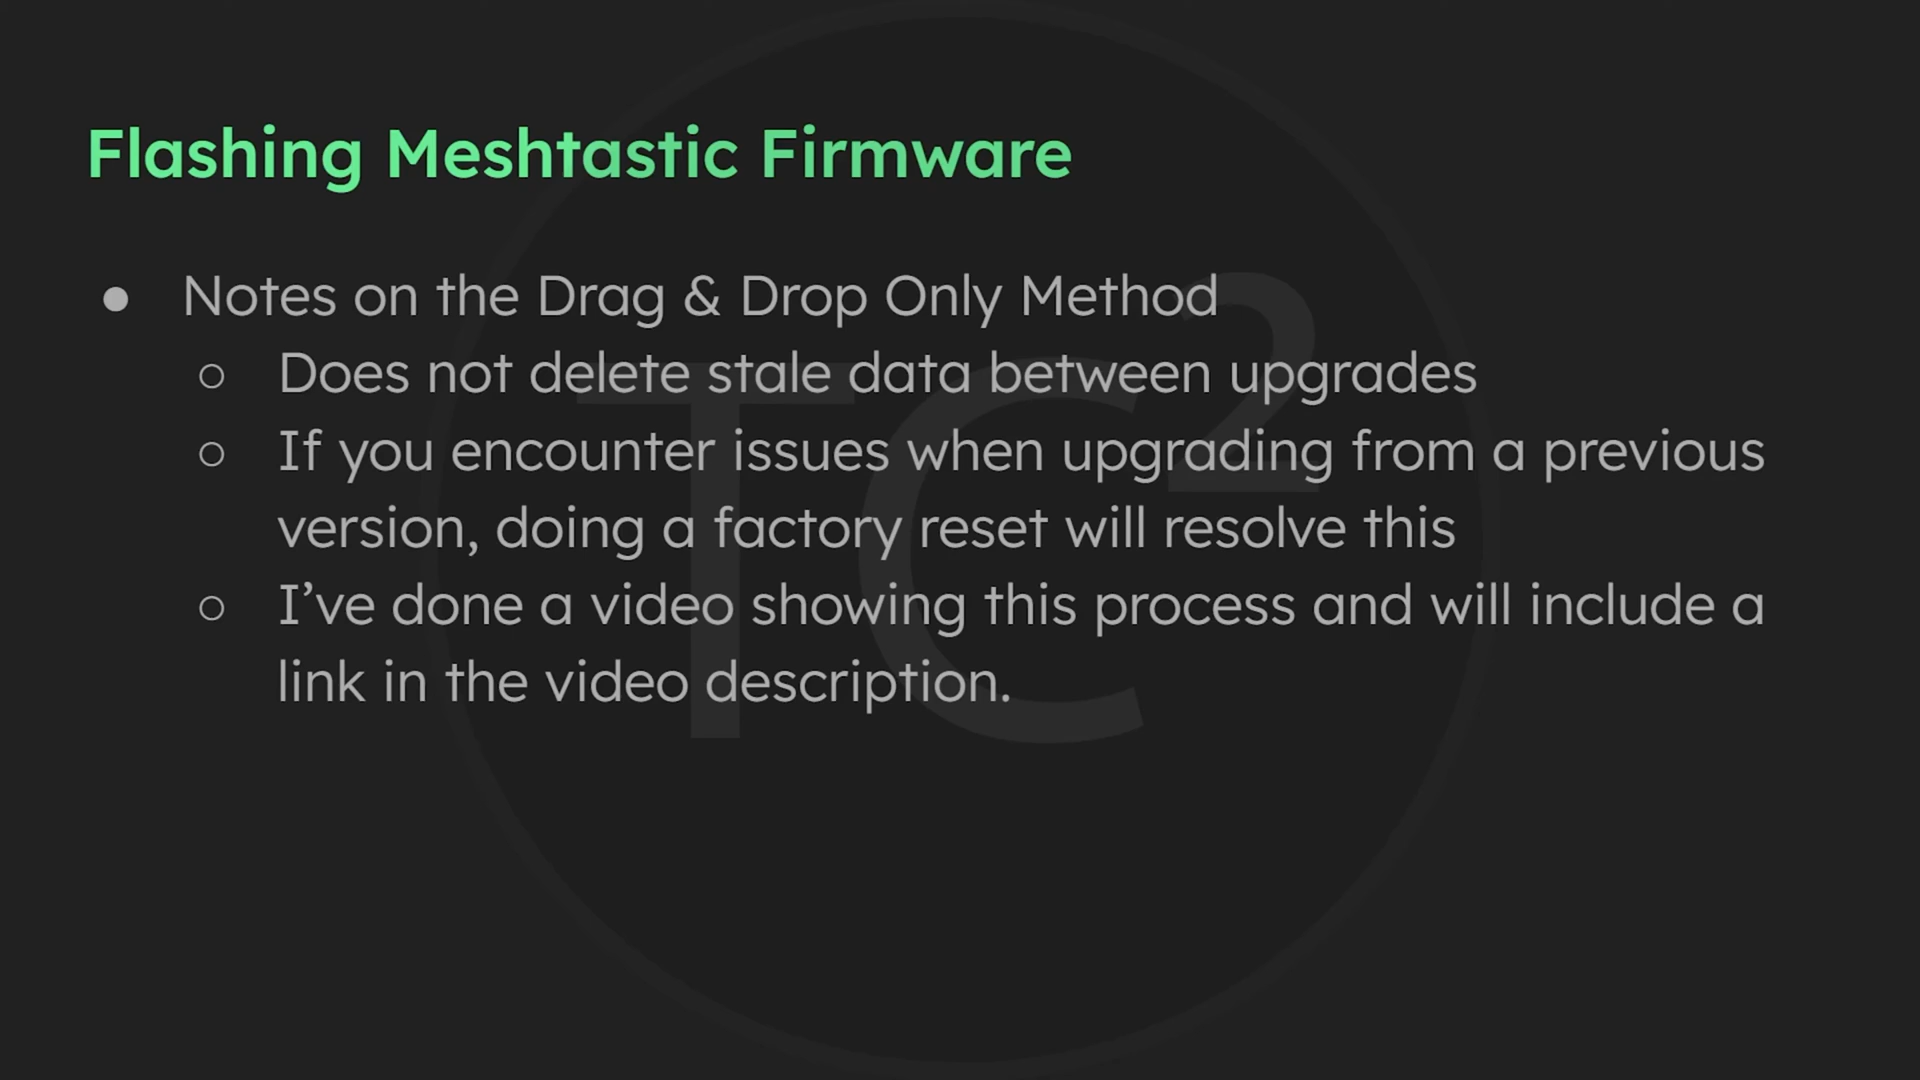 Flashing Meshtastic Firmware
● Notes on the Drag & Drop Only Method
○ Does not delete stale data between upgrades
○ If you encounter issues when upgrading from a previous
version, doing a factory reset will resolve this
○ I’ve done a video showing this process and will include a
link in the video description.
TC²